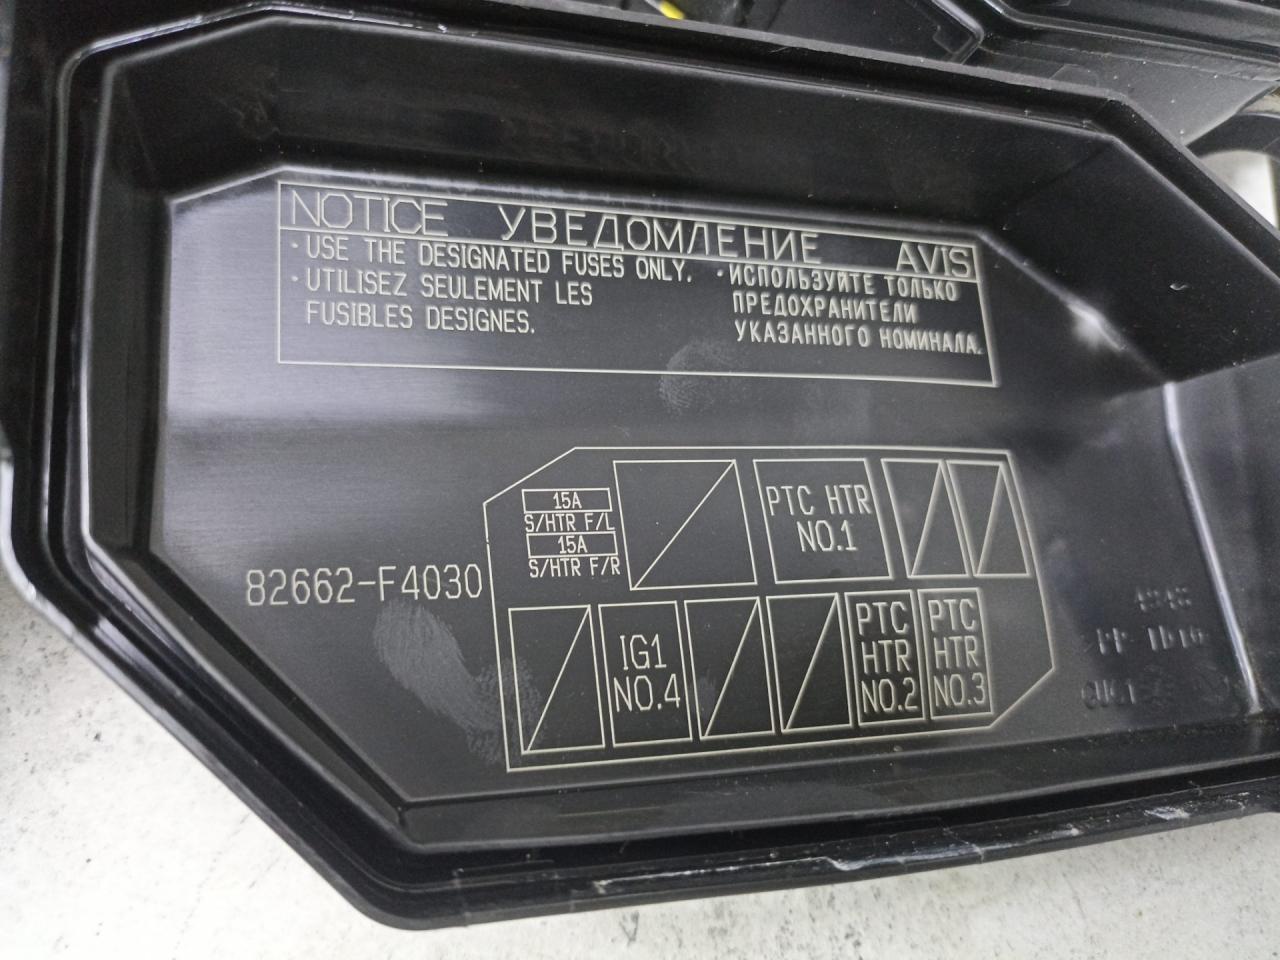 NOTICE УВЕДОМЛЕНИЕ AVIS
· USE THE DESIGNATED FUSES ONLY.
· UTILISEZ SEULEMENT LES
FUSIBLES DESIGNES.
· ИСПОЛЬЗУЙТЕ ТОЛЬКО
ПРЕДОХРАНИТЕЛИ
УКАЗАННОГО НОМИНАЛА.
15A
S/HTR F/L
15A
S/HTR F/R
PTC HTR
NO.1
82662-F4030
IG1
NO.4
PTC
HTR
NO.2
PTC
HTR
NO.3